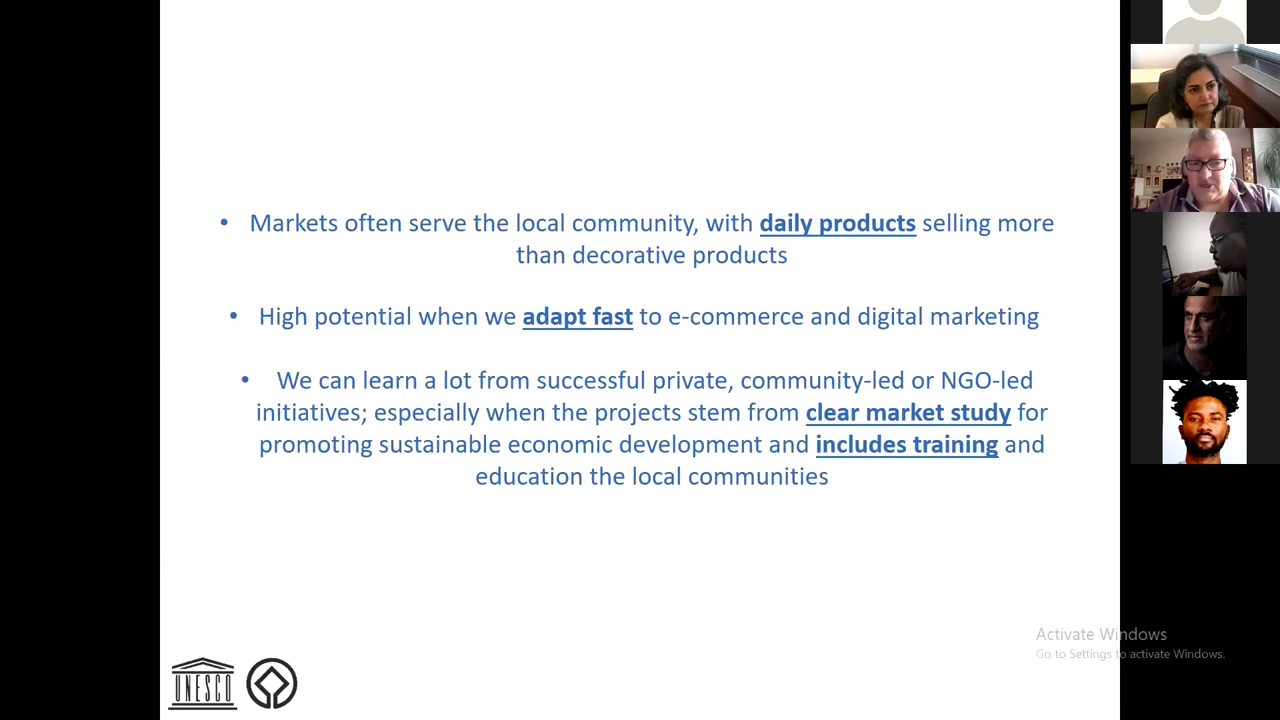 • Markets often serve the local community, with daily products selling more
than decorative products
• High potential when we adapt fast to e-commerce and digital marketing
• We can learn a lot from successful private, community-led or NGO-led
initiatives; especially when the projects stem from clear market study for
promoting sustainable economic development and includes training and
education the local communities
Activate Windows
Go to Settings to activate Windows.
UNESCO